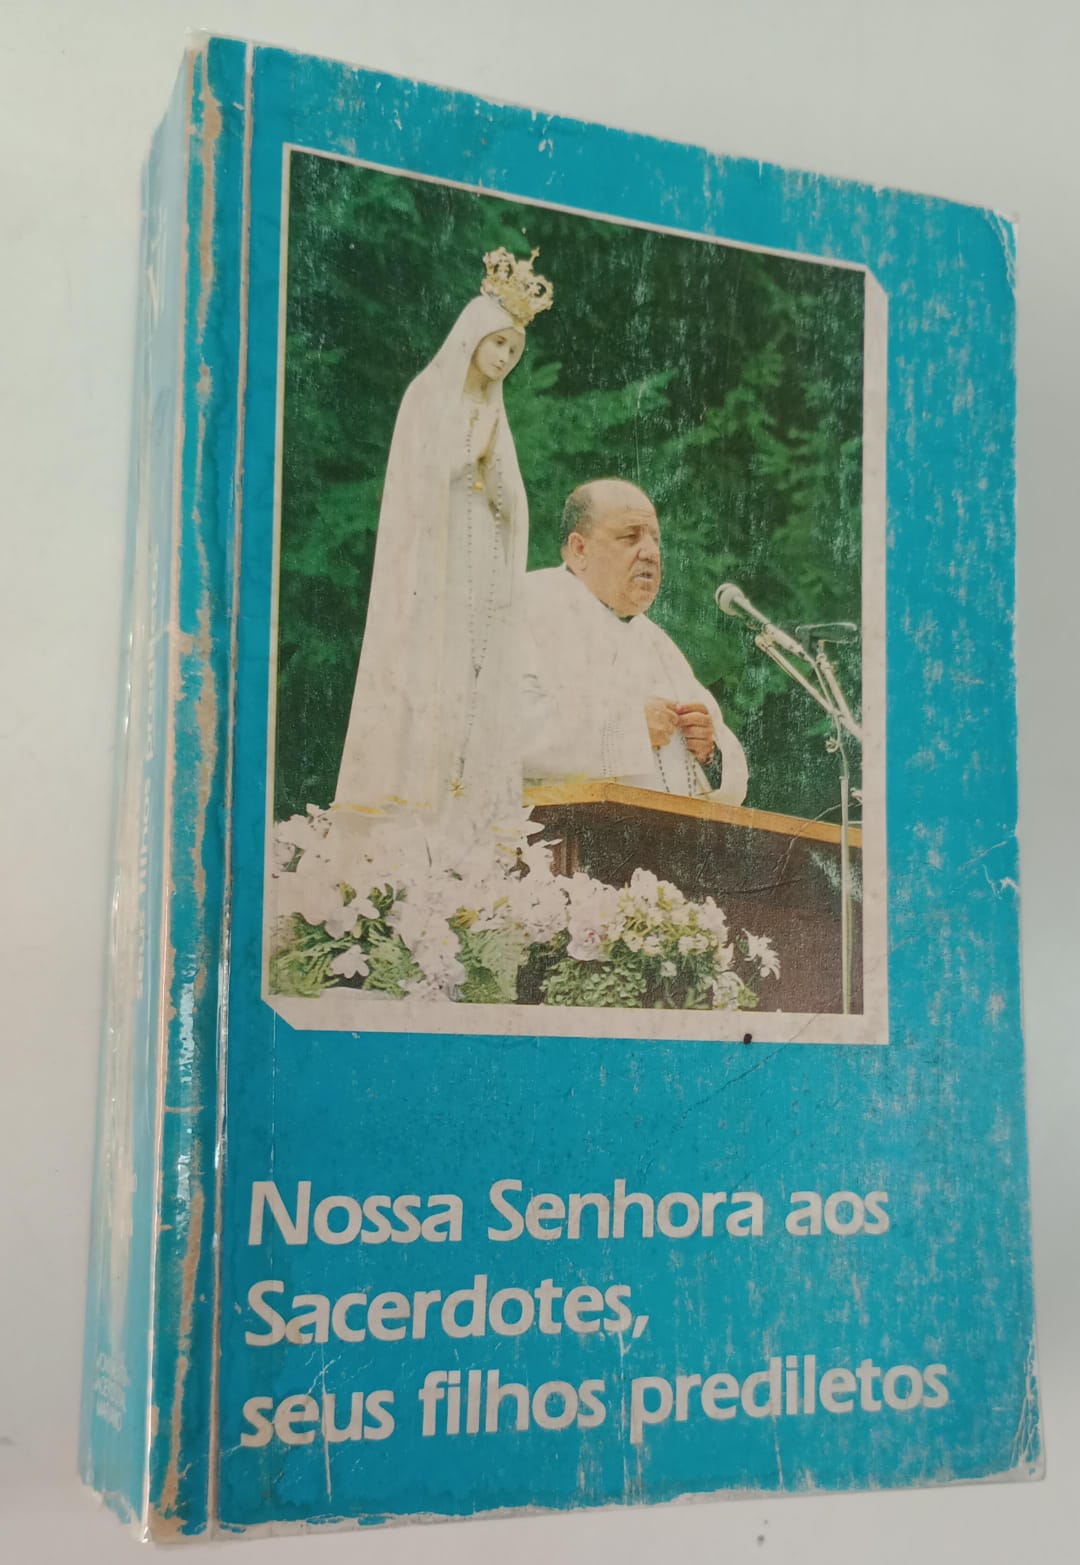 Nossa Senhora aos
Sacerdotes,
seus filhos prediletos